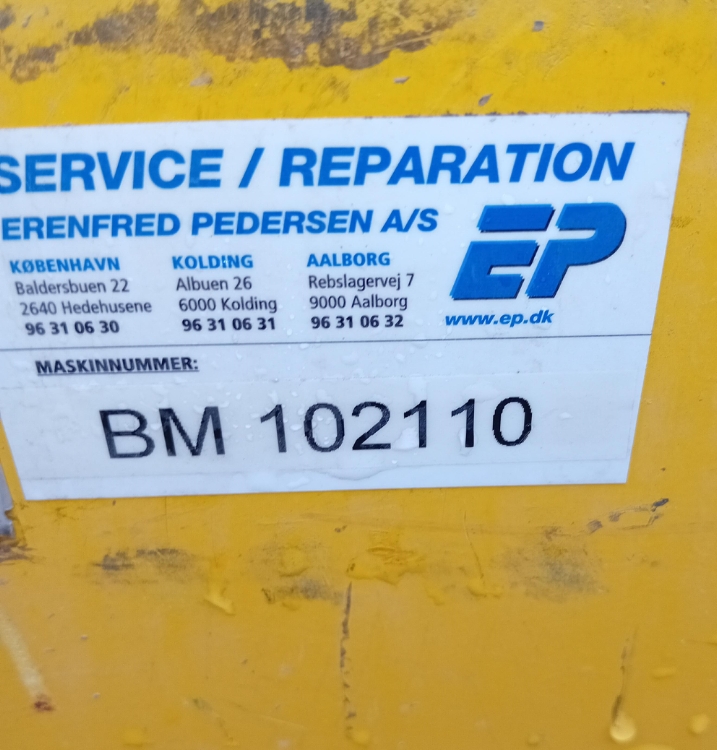 SERVICE / REPARATION
ERENFRED PEDERSEN A/S
EP
www.ep.dk
KØBENHAVN
Baldersbuen 22
2640 Hedehusene
96 31 06 30
KOLDING
Albuen 26
6000 Kolding
96 31 06 31
AALBORG
Rebslagervej 7
9000 Aalborg
96 31 06 32
MASKINNUMMER:
BM 102110